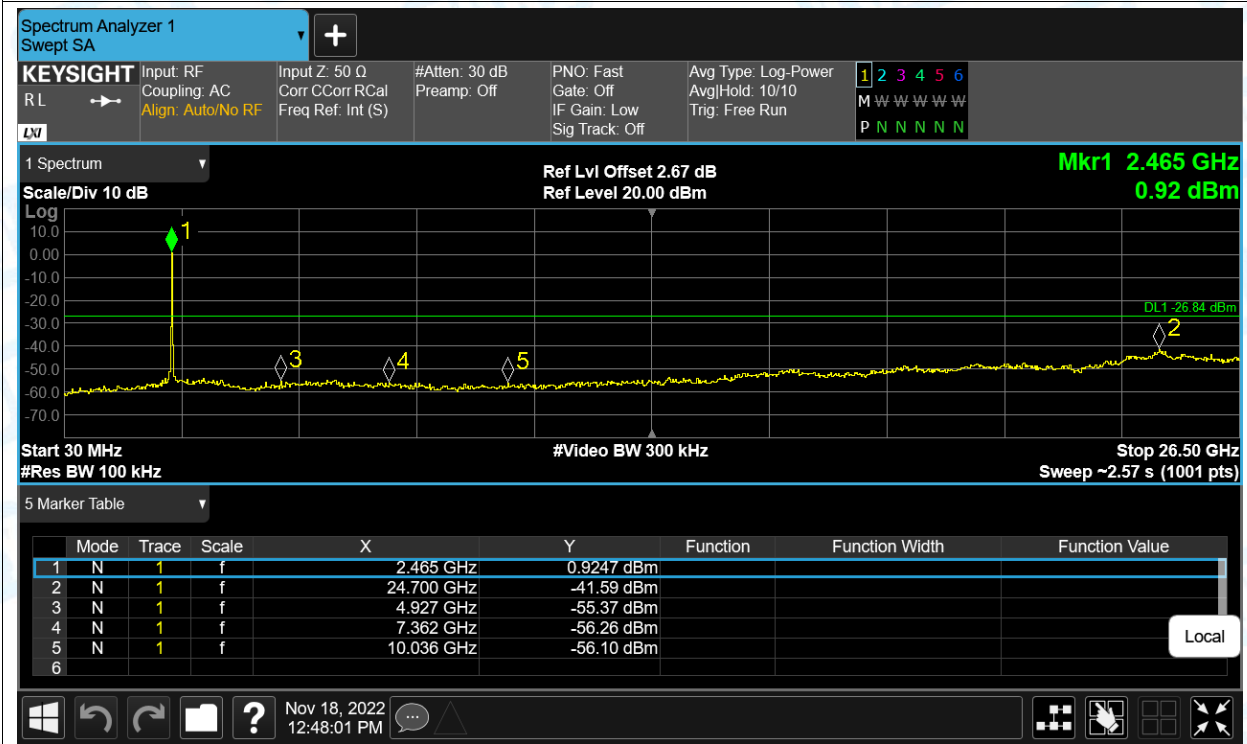 Spectrum Analyzer 1
Swept SA
KEYSIGHT
R L
LXI
Input: RF
Coupling: AC
Align: Auto/No RF
Input Z: 50 Ω
Corr CCorr RCal
Freq Ref: Int (S)
#Atten: 30 dB
Preamp: Off
PNO: Fast
Gate: Off
IF Gain: Low
Sig Track: Off
Avg Type: Log-Power
Avg|Hold: 10/10
Trig: Free Run
1 2 3 4 5 6
M W W W W W
P N N N N N
1 Spectrum
Scale/Div 10 dB
Ref Lvl Offset 2.67 dB
Ref Level 20.00 dBm
Mkr1 2.465 GHz
0.92 dBm
Log
10.0
0.00
-10.0
-20.0
-30.0
-40.0
-50.0
-60.0
-70.0
1
DL1 -26.84 dBm
2
3
4
5
Start 30 MHz
#Video BW 300 kHz
Stop 26.50 GHz
#Res BW 100 kHz
Sweep ~2.57 s (1001 pts)
5 Marker Table
Mode Trace Scale X Y Function Function Width Function Value
1 N 1 f 2.465 GHz 0.9247 dBm
2 N 1 f 24.700 GHz -41.59 dBm
3 N 1 f 4.927 GHz -55.37 dBm
4 N 1 f 7.362 GHz -56.26 dBm
5 N 1 f 10.036 GHz -56.10 dBm
6
Local
?
Nov 18, 2022
12:48:01 PM